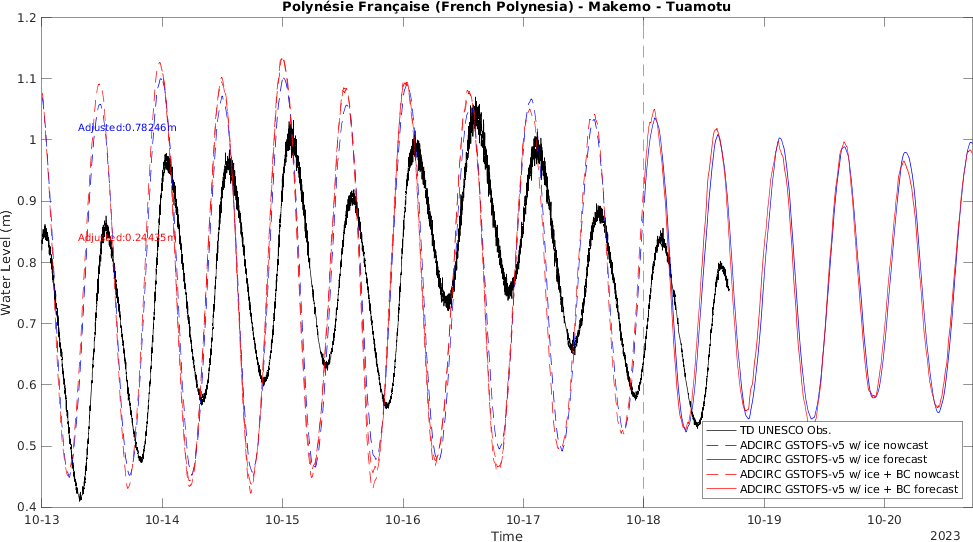 Polynésie Française (French Polynesia) - Makemo - Tuamotu
1.2
1.1
1
0.9
0.8
0.7
0.6
0.5
0.4
Water Level (m)
Adjusted:0.78246m
Adjusted:0.24435m
TD UNESCO Obs.
ADCIRC GSTOFS-v5 w/ ice nowcast
ADCIRC GSTOFS-v5 w/ ice forecast
ADCIRC GSTOFS-v5 w/ ice + BC nowcast
ADCIRC GSTOFS-v5 w/ ice + BC forecast
10-13 10-14 10-15 10-16 10-17 10-18 10-19 10-20
Time
2023